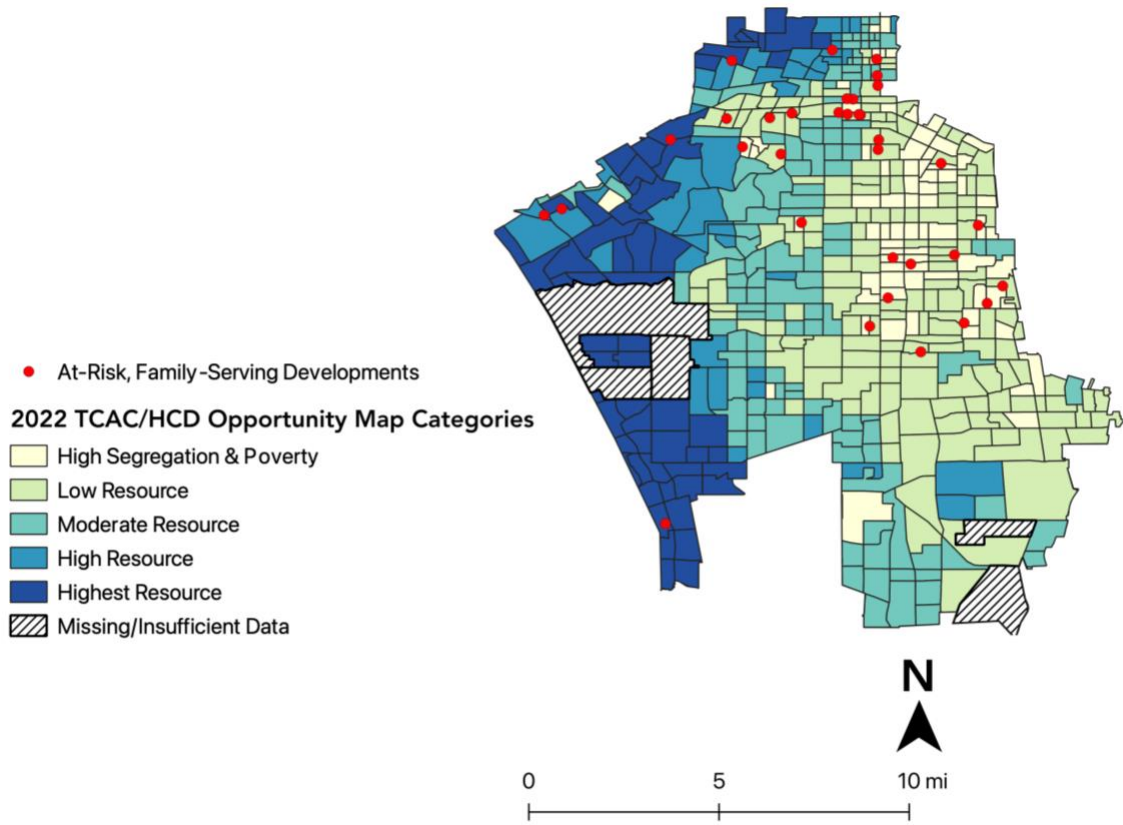 At-Risk, Family-Serving Developments
2022 TCAC/HCD Opportunity Map Categories
High Segregation & Poverty
Low Resource
Moderate Resource
High Resource
Highest Resource
Missing/Insufficient Data
N
0 5 10 mi